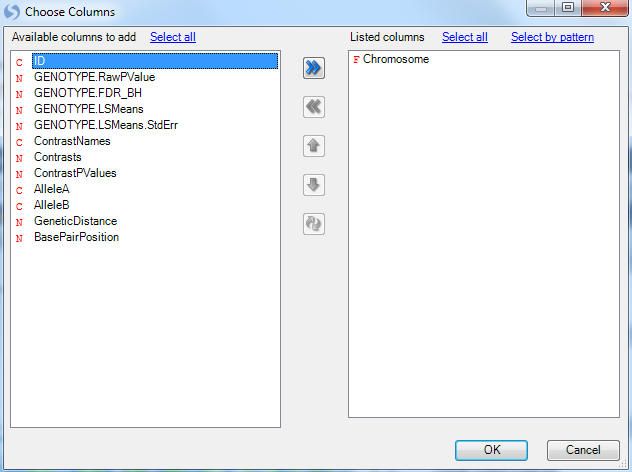 Choose Columns
Available columns to add Select all
C ID
N GENOTYPE.RawPValue
N GENOTYPE.FDR_BH
N GENOTYPE.LSMeans
N GENOTYPE.LSMeans.StdErr
C ContrastNames
N Contrasts
N ContrastPValues
C AlleleA
C AlleleB
N GeneticDistance
N BasePairPosition
Listed columns Select all Select by pattern
F Chromosome
OK Cancel